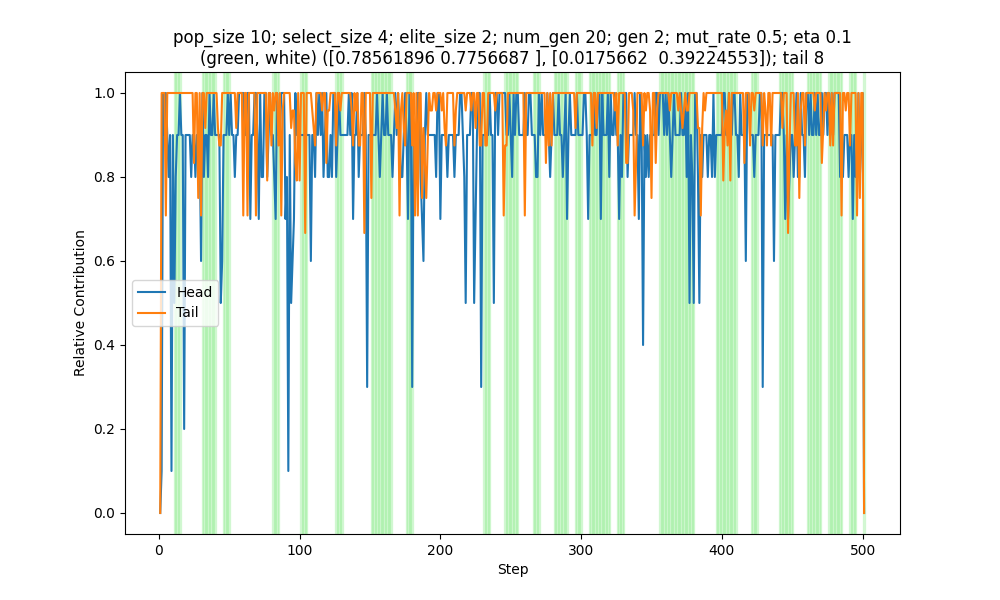 pop_size 10; select_size 4; elite_size 2; num_gen 20; gen 2; mut_rate 0.5; eta 0.1
(green, white) ([0.78561896 0.7756687 ], [0.0175662  0.39224553]); tail 8
1.0
0.8
0.6
0.4
0.2
0.0
Relative Contribution
Head
Tail
0
100
200
300
400
500
Step